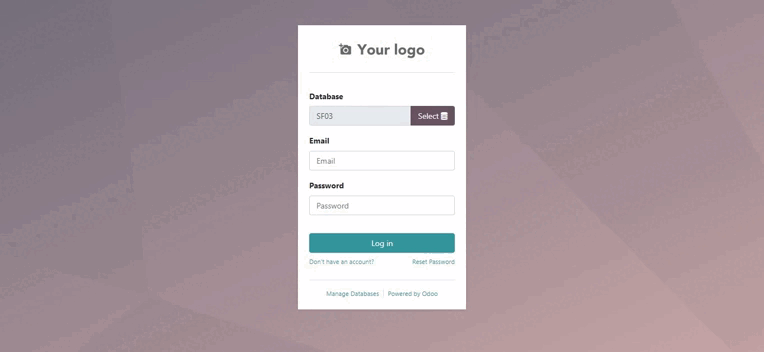 Your logo
Database
SF03 Select
Email
Email
Password
Password
Log in
Don't have an account? Reset Password
Manage Databases Powered by Odoo